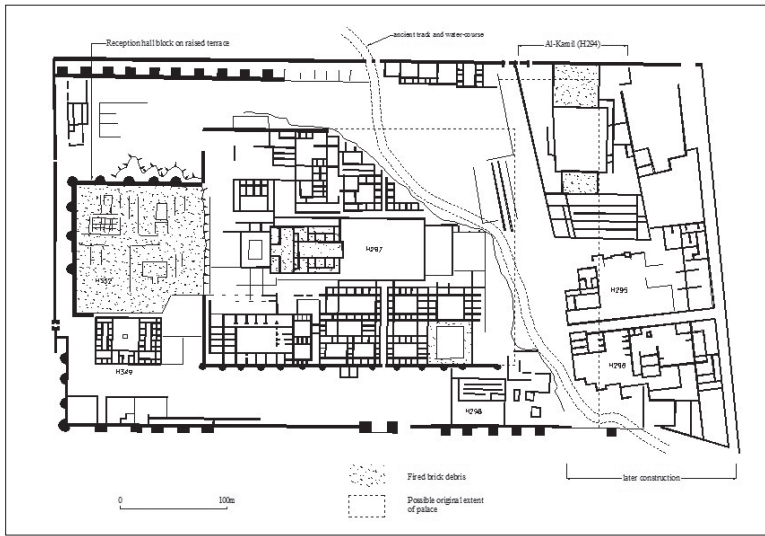 ancient track and water-course
Reception hall block on raised terrace
Al-Kamil (H294)
H297
H332
H295
H349
H296
H298
Fired brick debris
later construction
0
100m
Possible original extent
of palace